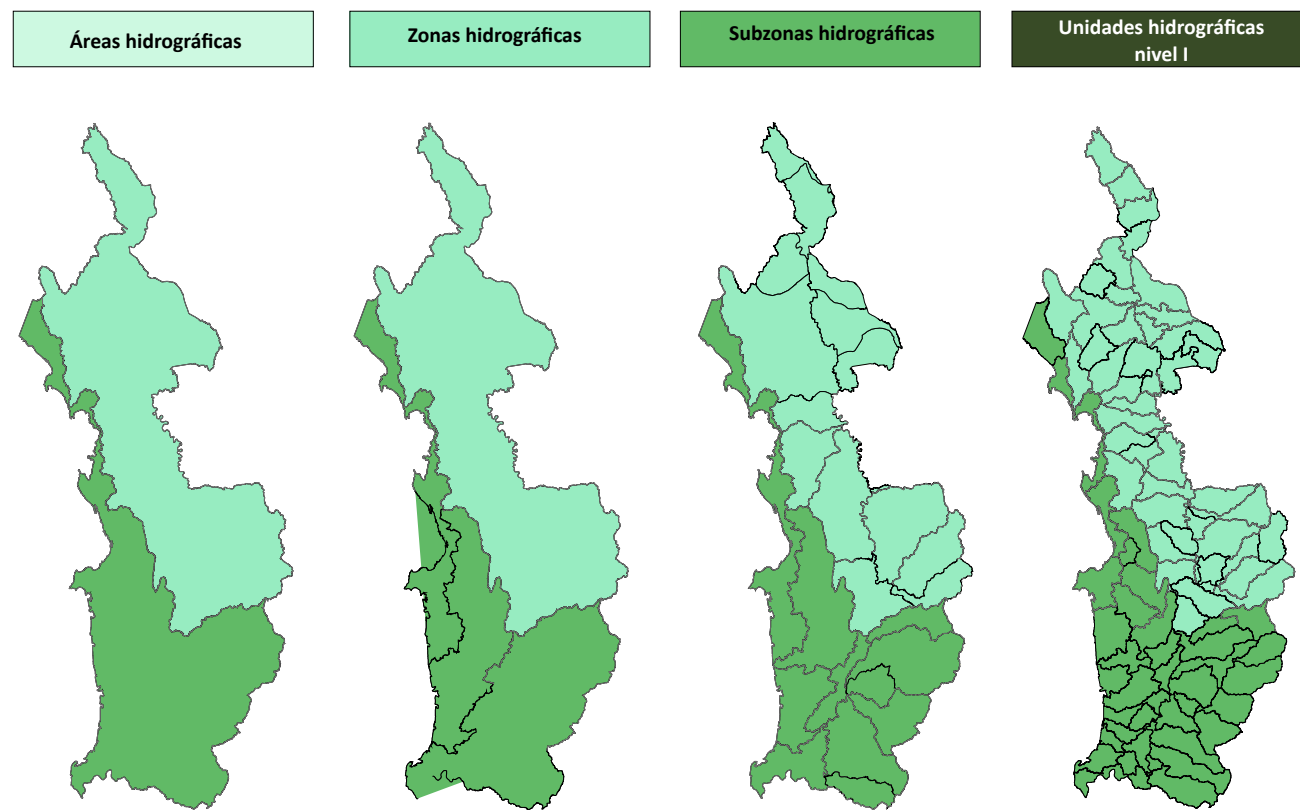 Áreas hidrográficas
Zonas hidrográficas
Subzonas hidrográficas
Unidades hidrográficas
nivel I